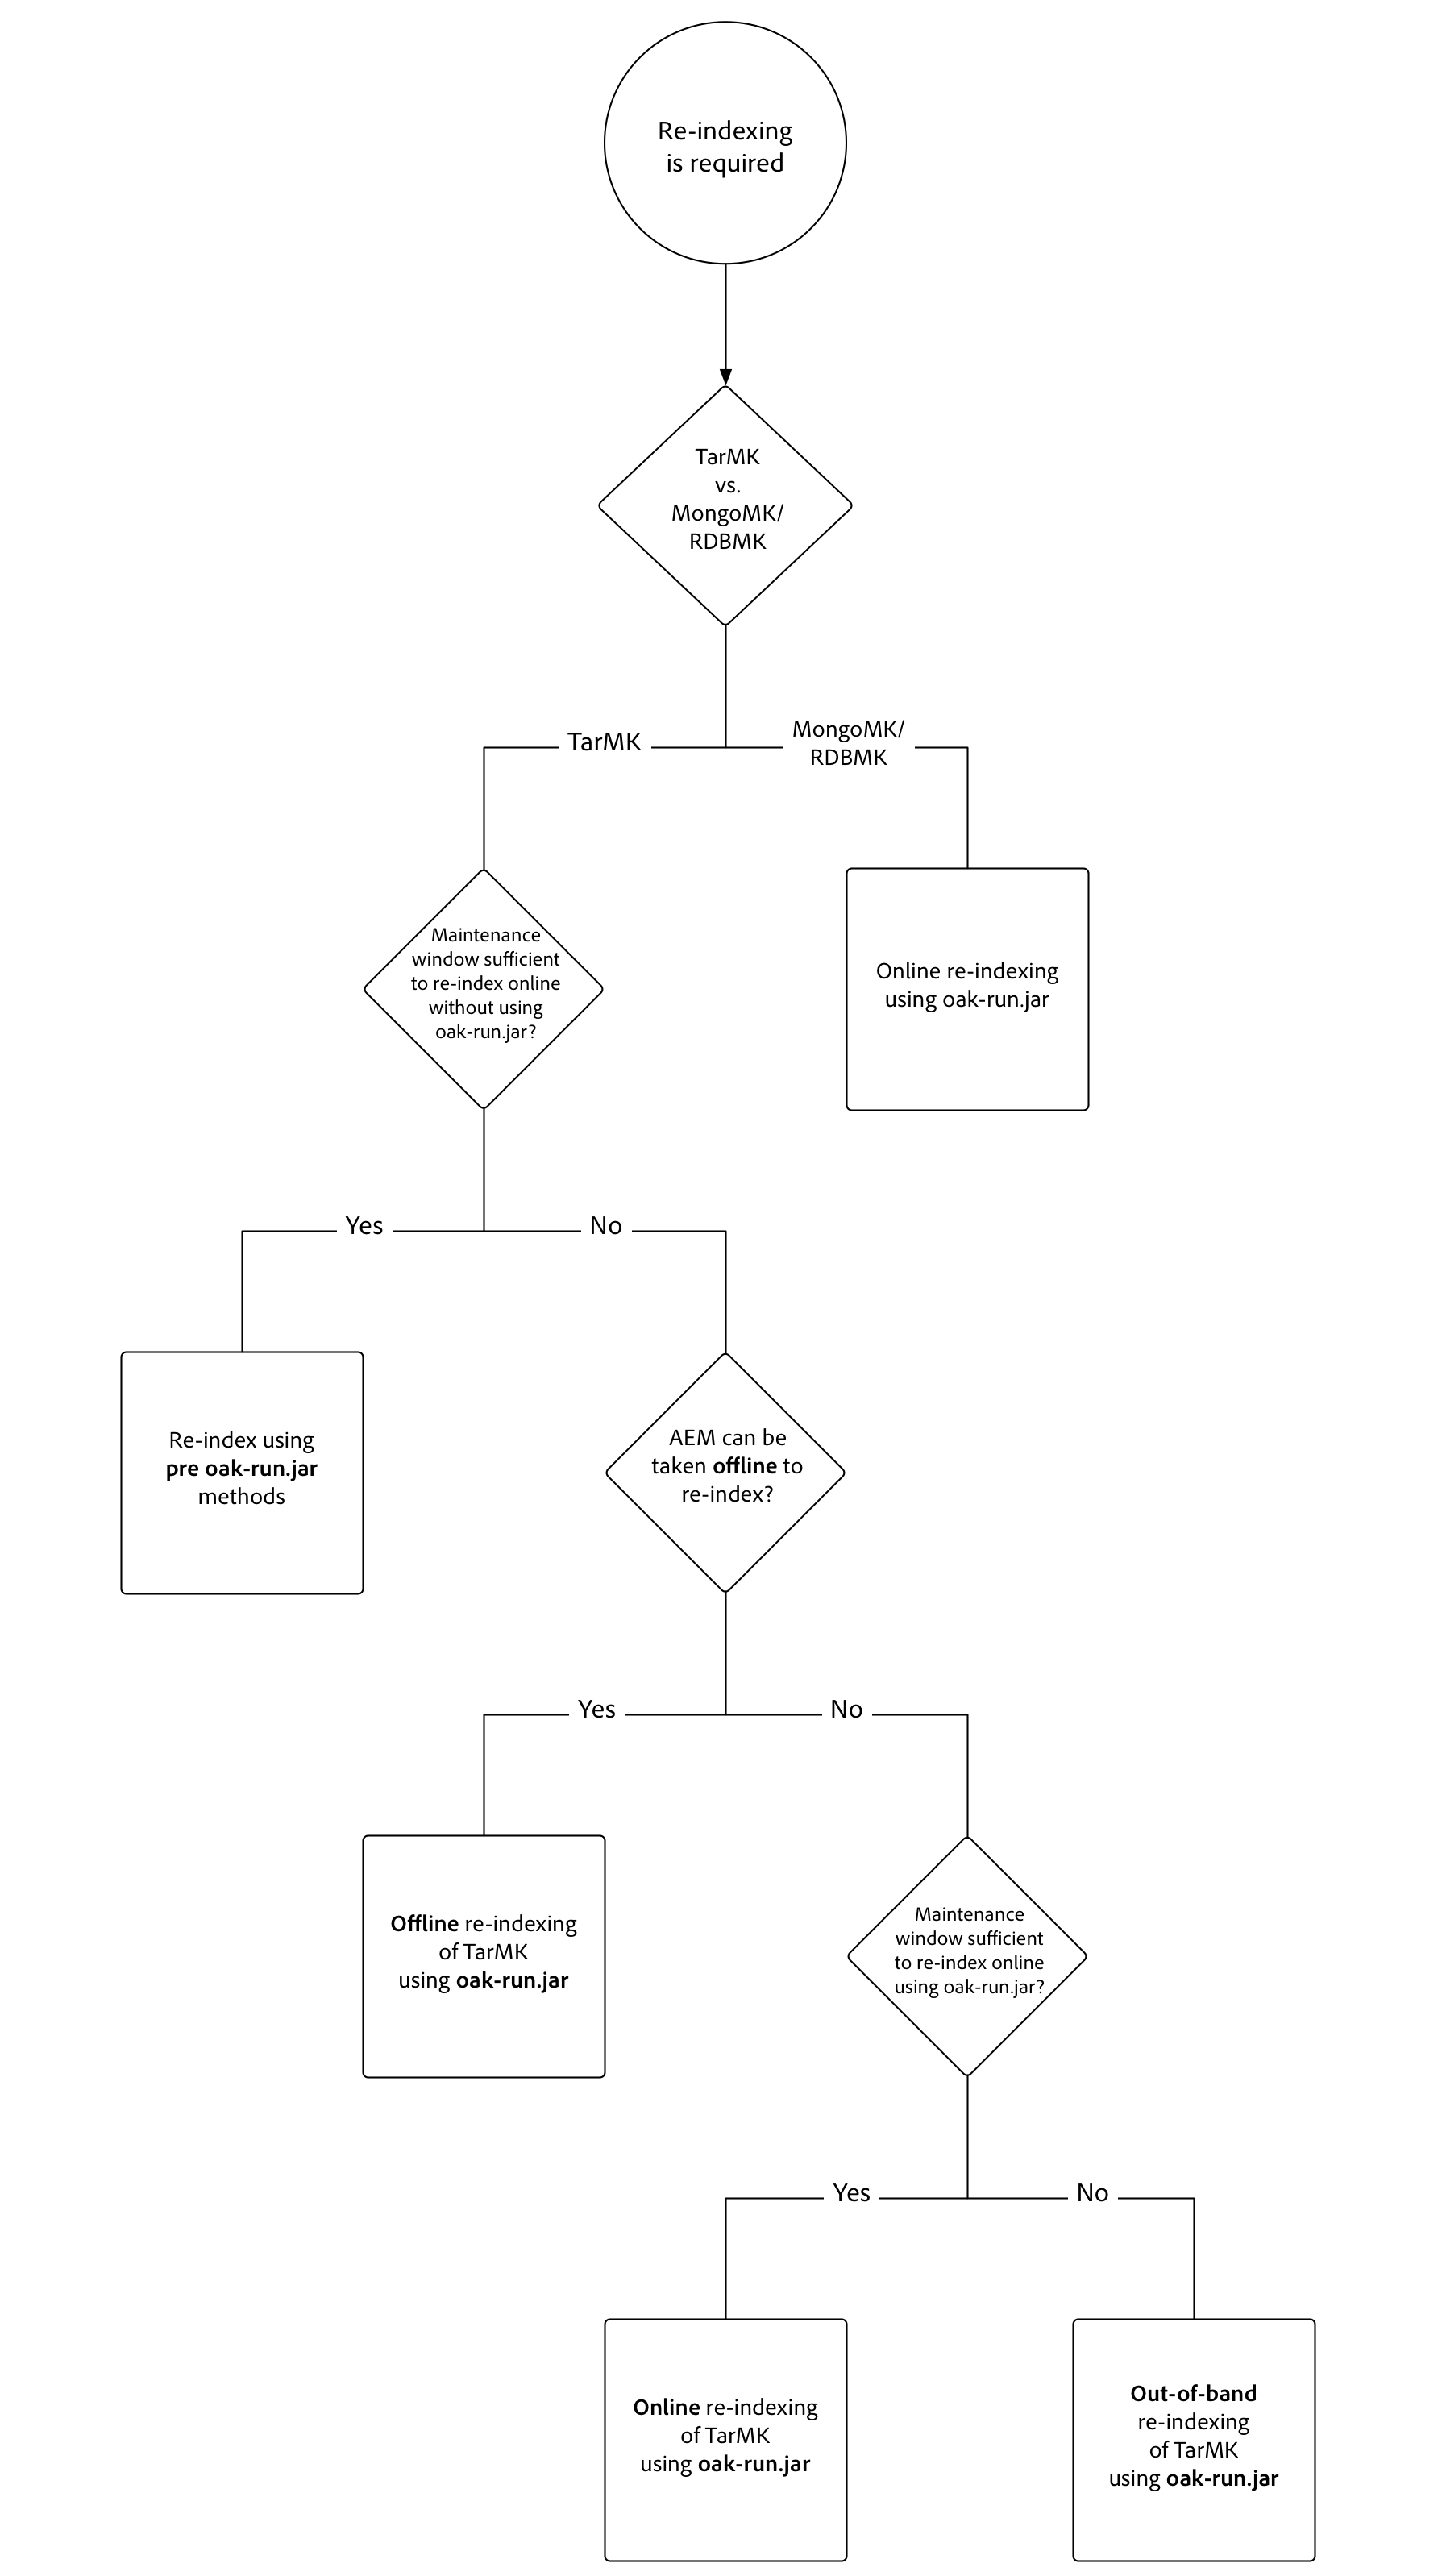 Re-indexing
is required
TarMK
vs.
MongoMK/
RDBMK
TarMK
MongoMK/
RDBMK
Maintenance
window sufficient
to re-index online
without using
oak-run.jar?
Online re-indexing
using oak-run.jar
Yes
No
Re-index using
pre oak-run.jar
methods
AEM can be
taken offline to
re-index?
Yes
No
Offline re-indexing
of TarMK
using oak-run.jar
Maintenance
window sufficient
to re-index online
using oak-run.jar?
Yes
No
Online re-indexing
of TarMK
using oak-run.jar
Out-of-band
re-indexing
of TarMK
using oak-run.jar